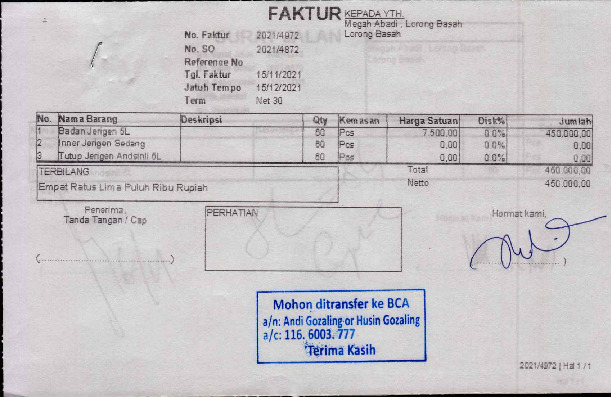 FAKTUR
KEPADA YTH.
Megah Abadi , Lorong Basah
Lorong Basah
No. Faktur 2021/4972
No. SO 2021/4872
Reference No
Tgl. Faktur 15/11/2021
Jatuh Tempo 15/12/2021
Term Net 30
No. Nama Barang Deskripsi Qty Kemasan Harga Satuan Disk% Jumlah
1 Badan Jerigen 5L 60 Pcs 7.500,00 0.0% 450.000,00
2 Inner Jerigen Sedang 60 Pcs 0,00 0.0% 0,00
3 Tutup Jerigen 5L 60 Pcs 0,00 0.0% 0,00
TERBILANG
Empat Ratus Lima Puluh Ribu Rupiah
Total 450.000,00
Netto 450.000,00
Penerima,
Tanda Tangan / Cap
PERHATIAN
Hormat kami,
(........................)
(........................)
Mohon ditransfer ke BCA
a/n: Andi Gozaling or Husin Gozaling
a/c: 116. 6003. 777
Terima Kasih
2021/4972 | Hal 1 / 1